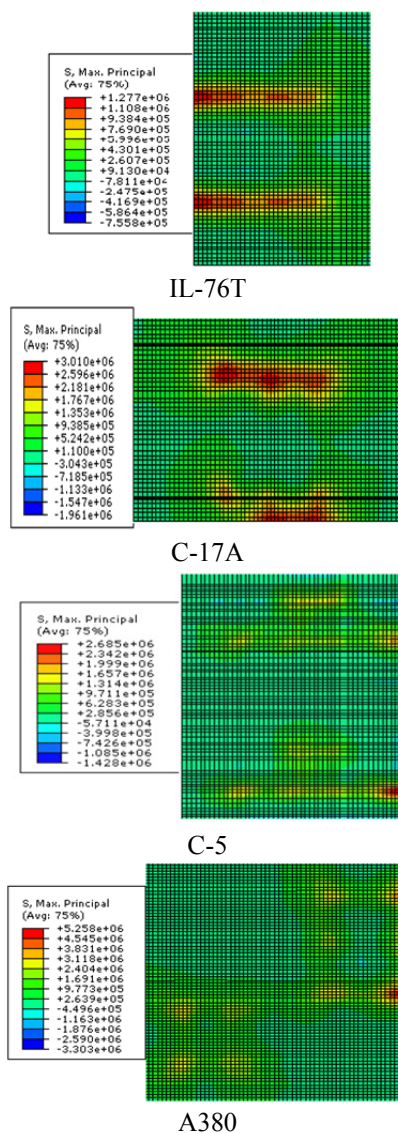 S, Max. Principal
(Avg: 75%)
+1.277e+06
+1.108e+06
+9.384e+05
+7.690e+05
+5.996e+05
+4.301e+05
+2.607e+05
+9.130e+04
-7.811e+04
-2.475e+05
-4.169e+05
-5.864e+05
-7.558e+05
IL-76T
S, Max. Principal
(Avg: 75%)
+3.010e+06
+2.596e+06
+2.181e+06
+1.767e+06
+1.353e+06
+9.385e+05
+5.242e+05
+1.100e+05
-3.043e+05
-7.185e+05
-1.133e+06
-1.547e+06
-1.961e+06
C-17A
S, Max. Principal
(Avg: 75%)
+2.685e+06
+2.342e+06
+1.999e+06
+1.657e+06
+1.314e+06
+9.711e+05
+6.283e+05
+2.856e+05
-5.711e+04
-3.998e+05
-7.426e+05
-1.085e+06
-1.428e+06
C-5
S, Max. Principal
(Avg: 75%)
+5.258e+06
+4.545e+06
+3.831e+06
+3.118e+06
+2.404e+06
+1.691e+06
+9.773e+05
+2.639e+05
-4.496e+05
-1.163e+06
-1.876e+06
-2.590e+06
-3.303e+06
A380